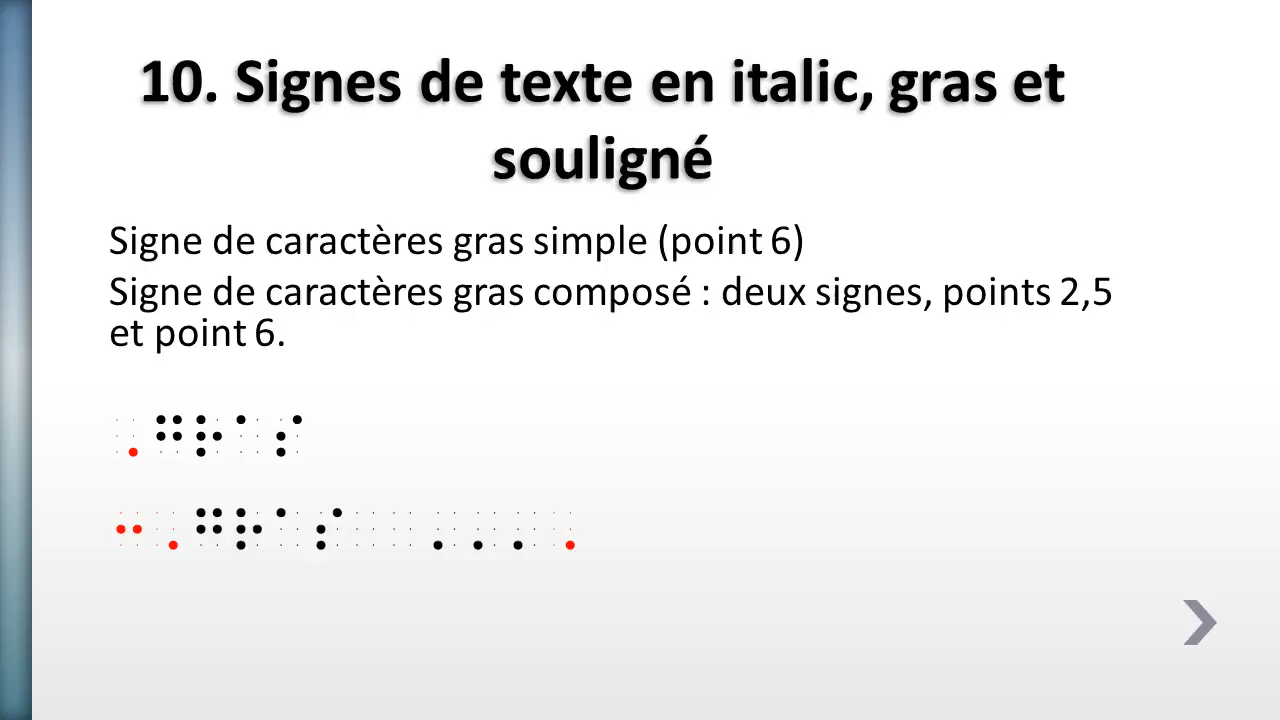 10. Signes de texte en italic, gras et
souligné
Signe de caractères gras simple (point 6)
Signe de caractères gras composé : deux signes, points 2,5
et point 6.
⠠⠛⠗⠁⠎
⠒⠠⠛⠗⠁⠎⠀⠀⠄⠄⠄⠠